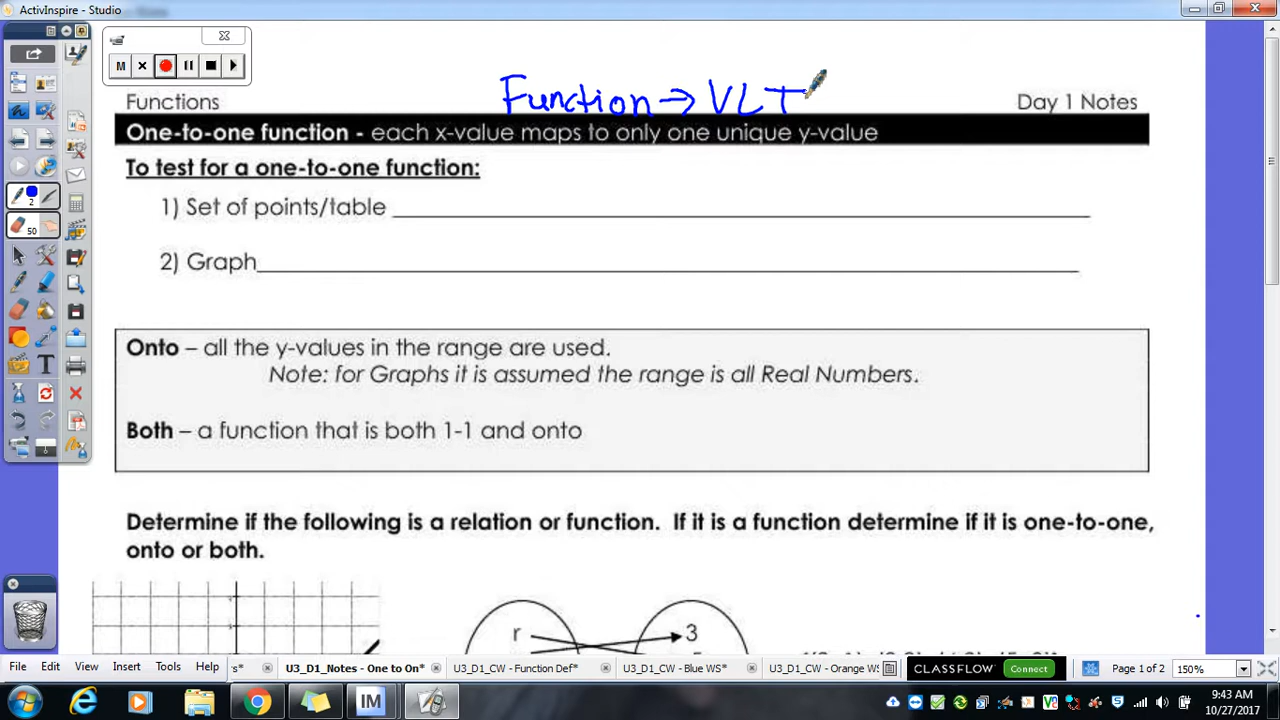 ActivInspire - Studio
M
Function → VLT
Functions
Day 1 Notes
One-to-one function - each x-value maps to only one unique y-value
To test for a one-to-one function:
1) Set of points/table
2) Graph
Onto – all the y-values in the range are used.
Note: for Graphs it is assumed the range is all Real Numbers.
Both – a function that is both 1-1 and onto
Determine if the following is a relation or function. If it is a function determine if it is one-to-one,
onto or both.
r
3
2
50
T
File Edit View Insert Tools Help
U3_D1_Notes - One to On*
U3_D1_CW - Function Def*
U3_D1_CW - Blue WS*
U3_D1_CW - Orange WS
CLASSFLOW
Connect
Page 1 of 2
150%
IM
9:43 AM
10/27/2017